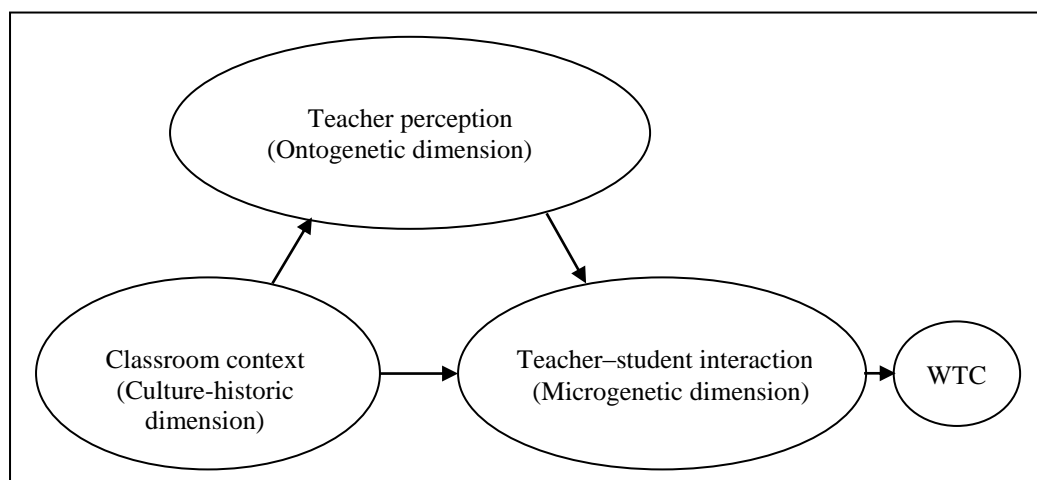 Teacher perception
(Ontogenetic dimension)
Classroom context
(Culture-historic
dimension)
Teacher–student interaction
(Microgenetic dimension)
WTC